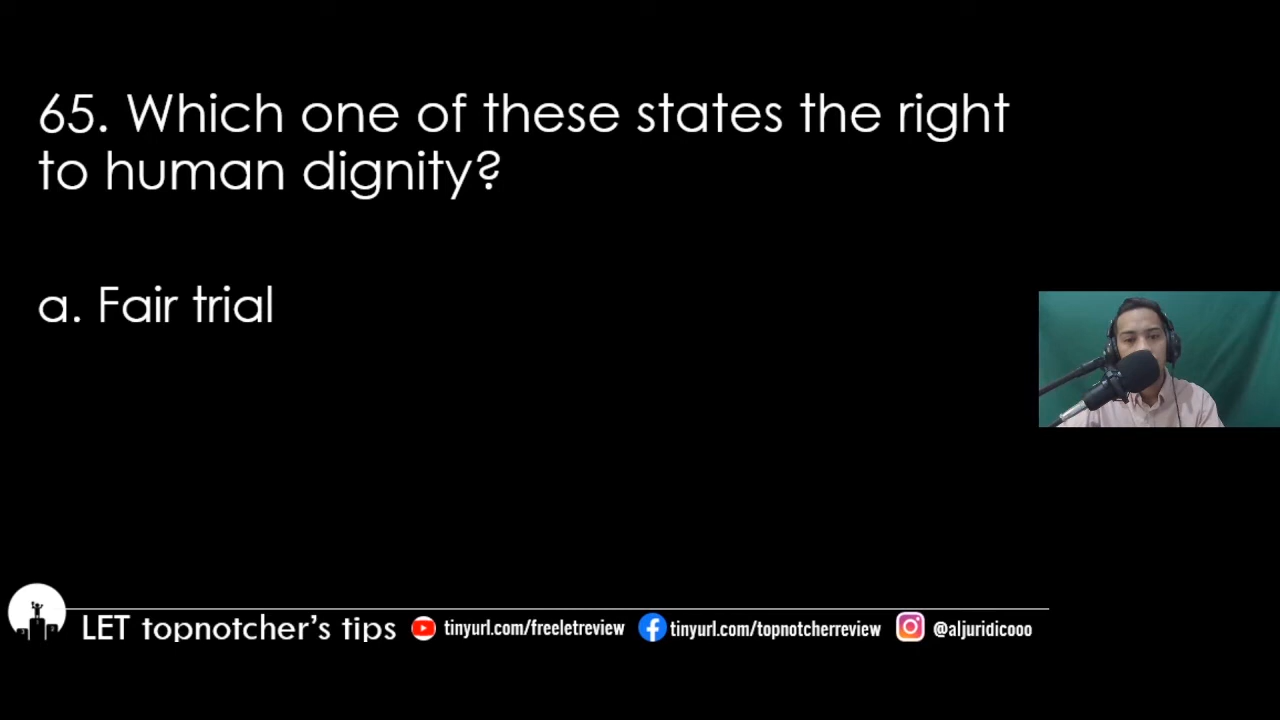 65. Which one of these states the right
to human dignity?
a. Fair trial
LET topnotcher's tips tinyurl.com/freeletreview tinyurl.com/topnotcherreview @aljuridicooo